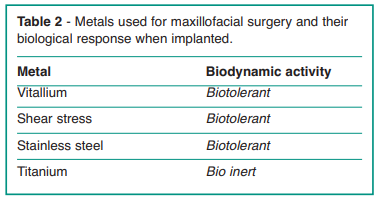 Table 2 - Metals used for maxillofacial surgery and their
biological response when implanted.
Metal Biodynamic activity
Vitallium Biotolerant
Shear stress Biotolerant
Stainless steel Biotolerant
Titanium Bio inert